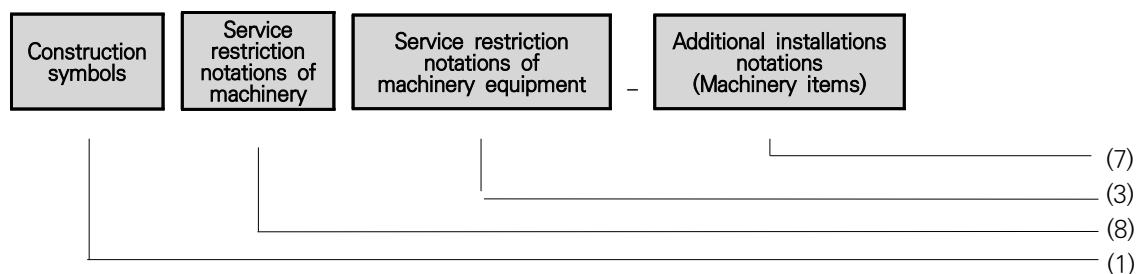 Construction
symbols
Service
restriction
notations of
machinery
Service restriction
notations of
machinery equipment
–
Additional installations
notations
(Machinery items)
(7)
(3)
(8)
(1)